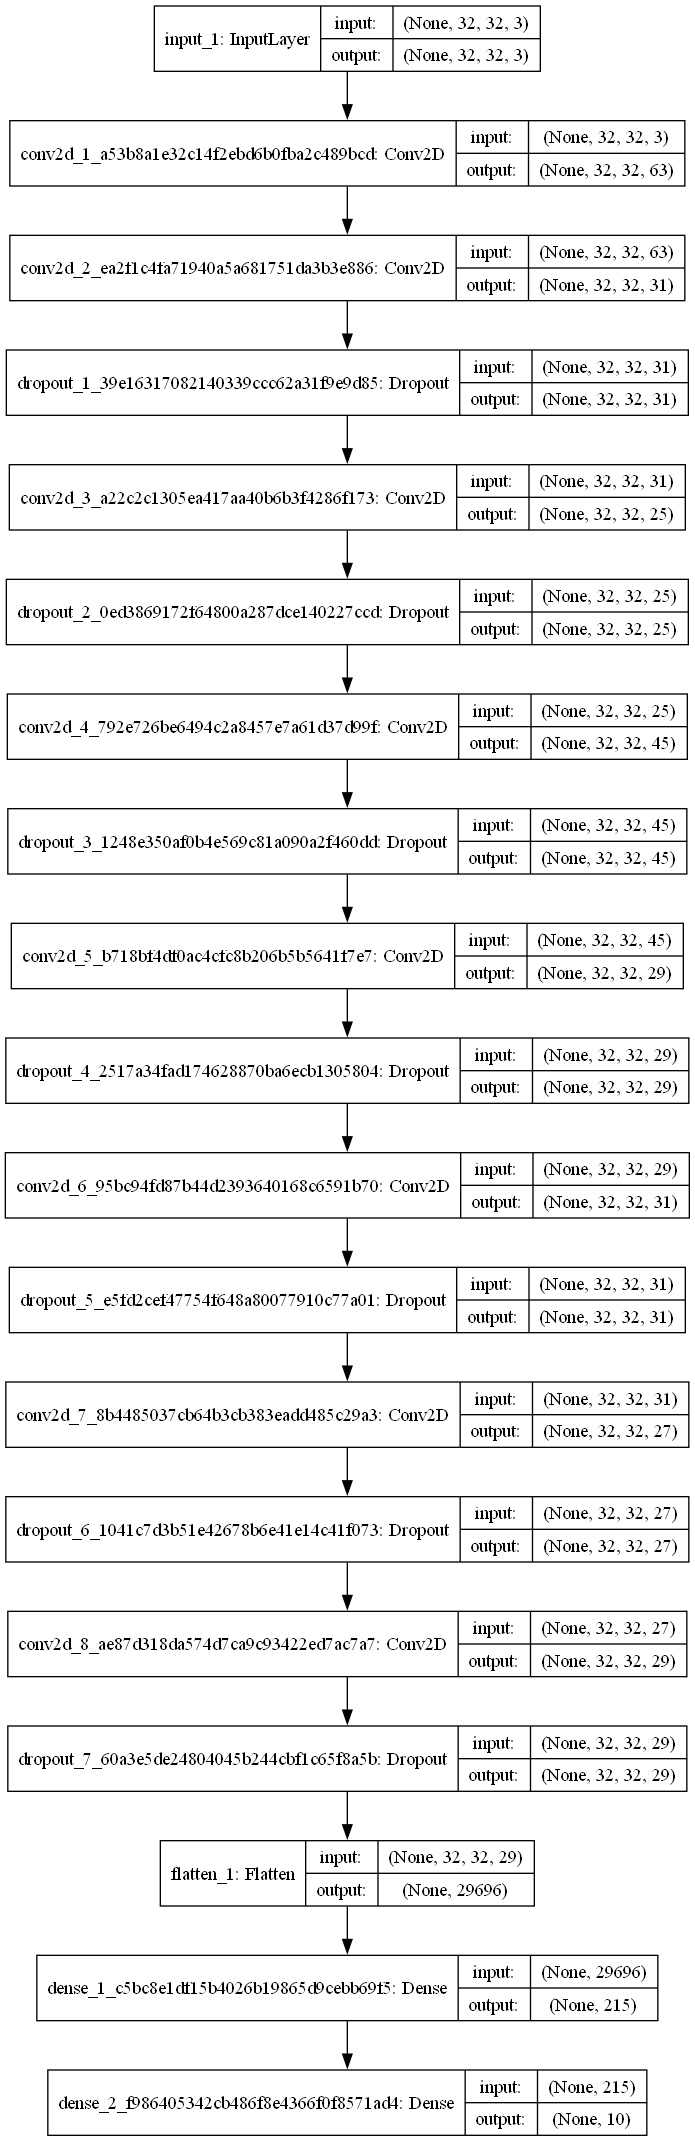 input_1: InputLayer
input: (None, 32, 32, 3)
output: (None, 32, 32, 3)
conv2d_1_a53b8a1e32c14f2ebd6b0fba2c489bcd: Conv2D
input: (None, 32, 32, 3)
output: (None, 32, 32, 63)
conv2d_2_ea2f1c4fa71940a5a681751da3b3e886: Conv2D
input: (None, 32, 32, 63)
output: (None, 32, 32, 31)
dropout_1_39e16317082140339ccc62a31f9e9d85: Dropout
input: (None, 32, 32, 31)
output: (None, 32, 32, 31)
conv2d_3_a22c2c1305ea417aa40b6b3f4286f173: Conv2D
input: (None, 32, 32, 31)
output: (None, 32, 32, 25)
dropout_2_0ed3869172f64800a287dce140227ccd: Dropout
input: (None, 32, 32, 25)
output: (None, 32, 32, 25)
conv2d_4_792e726be6494c2a8457e7a61d37d99f: Conv2D
input: (None, 32, 32, 25)
output: (None, 32, 32, 45)
dropout_3_1248e350af0b4e569c81a090a2f460dd: Dropout
input: (None, 32, 32, 45)
output: (None, 32, 32, 45)
conv2d_5_b718bf4df0ac4cfc8b206b5b5641f7e7: Conv2D
input: (None, 32, 32, 45)
output: (None, 32, 32, 29)
dropout_4_2517a34fad174628870ba6ecb1305804: Dropout
input: (None, 32, 32, 29)
output: (None, 32, 32, 29)
conv2d_6_95bc94fd87b44d2393640168c6591b70: Conv2D
input: (None, 32, 32, 29)
output: (None, 32, 32, 31)
dropout_5_e5fd2cef47754f648a80077910c77a01: Dropout
input: (None, 32, 32, 31)
output: (None, 32, 32, 31)
conv2d_7_8b4485037cb64b3cb383eadd485c29a3: Conv2D
input: (None, 32, 32, 31)
output: (None, 32, 32, 27)
dropout_6_1041c7d3b51e42678b6e41e14c41f073: Dropout
input: (None, 32, 32, 27)
output: (None, 32, 32, 27)
conv2d_8_ae87d318da574d7ca9c93422ed7ac7a7: Conv2D
input: (None, 32, 32, 27)
output: (None, 32, 32, 29)
dropout_7_60a3e5de24804045b244cbf1c65f8a5b: Dropout
input: (None, 32, 32, 29)
output: (None, 32, 32, 29)
flatten_1: Flatten
input: (None, 32, 32, 29)
output: (None, 29696)
dense_1_c5bc8e1df15b4026b19865d9cebb69f5: Dense
input: (None, 29696)
output: (None, 215)
dense_2_f986405342cb486f8e4366f0f8571ad4: Dense
input: (None, 215)
output: (None, 10)